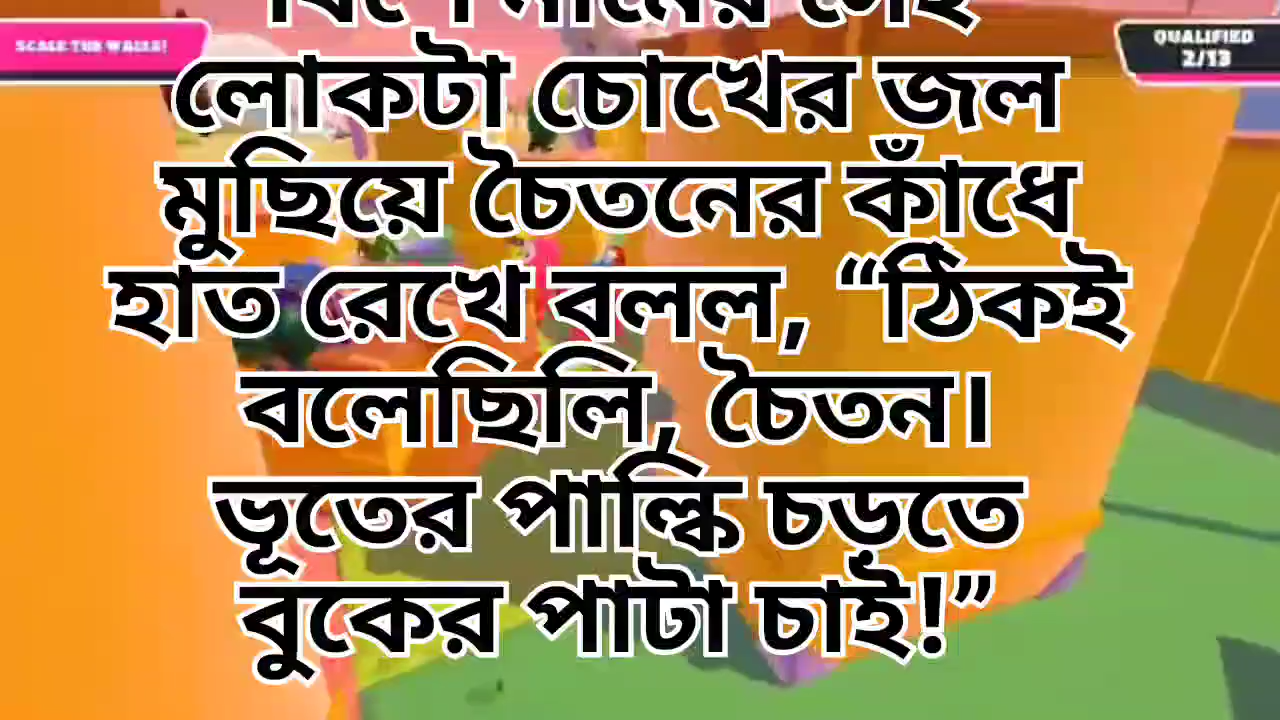 SCALE THE WALLS!
QUALIFIED
2/13
নামের সেই
লোকটা চোখের জল
মুছিয়ে চৈতনের কাঁধে
হাত রেখে বলল, “ঠিকই
বলেছিলি, চৈতন।
ভূতের পাল্কি চড়তে
বুকের পাটা চাই!”